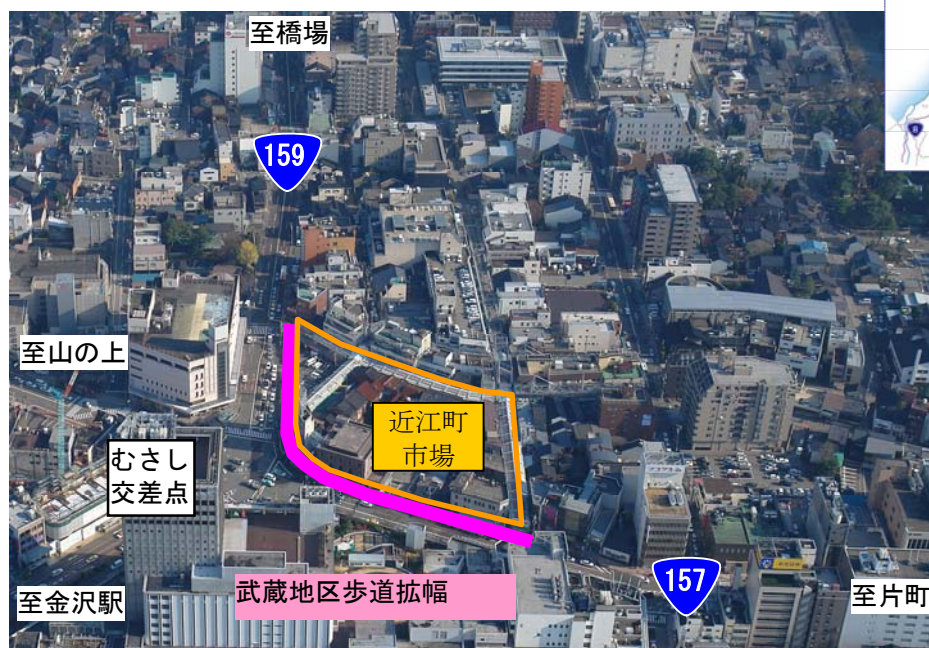 至橋場
159
至山の上
近江町
市場
むさし
交差点
157
武蔵地区歩道拡幅
至金沢駅
至片町
8